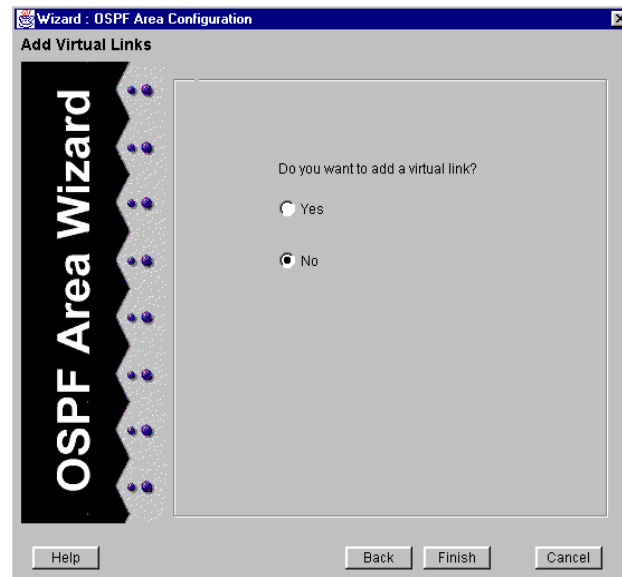 Wizard : OSPF Area Configuration
Add Virtual Links
OSPF Area Wizard
Do you want to add a virtual link?
Yes
No
Help
Back
Finish
Cancel